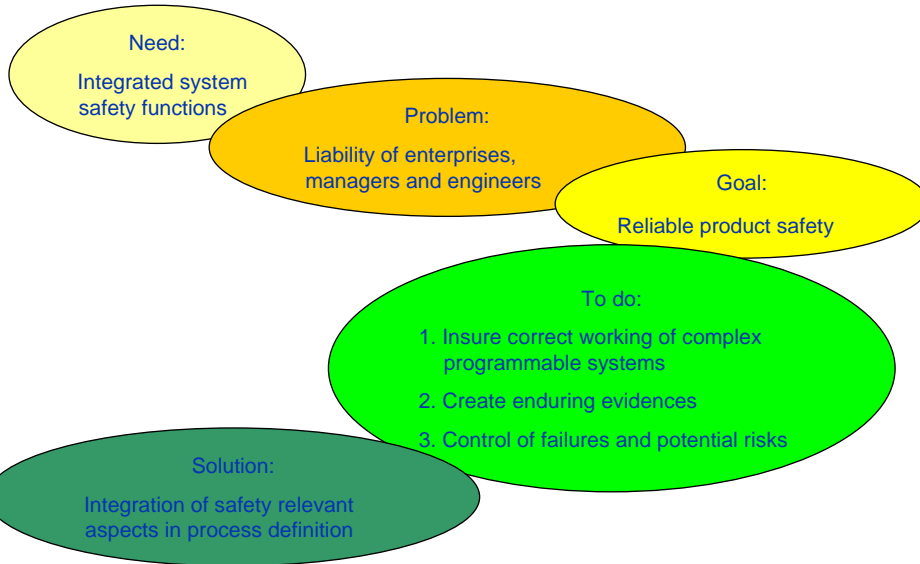 Need:
Integrated system
safety functions
Problem:
Liability of enterprises,
managers and engineers
Goal:
Reliable product safety
To do:
1. Insure correct working of complex
programmable systems
2. Create enduring evidences
3. Control of failures and potential risks
Solution:
Integration of safety relevant
aspects in process definition